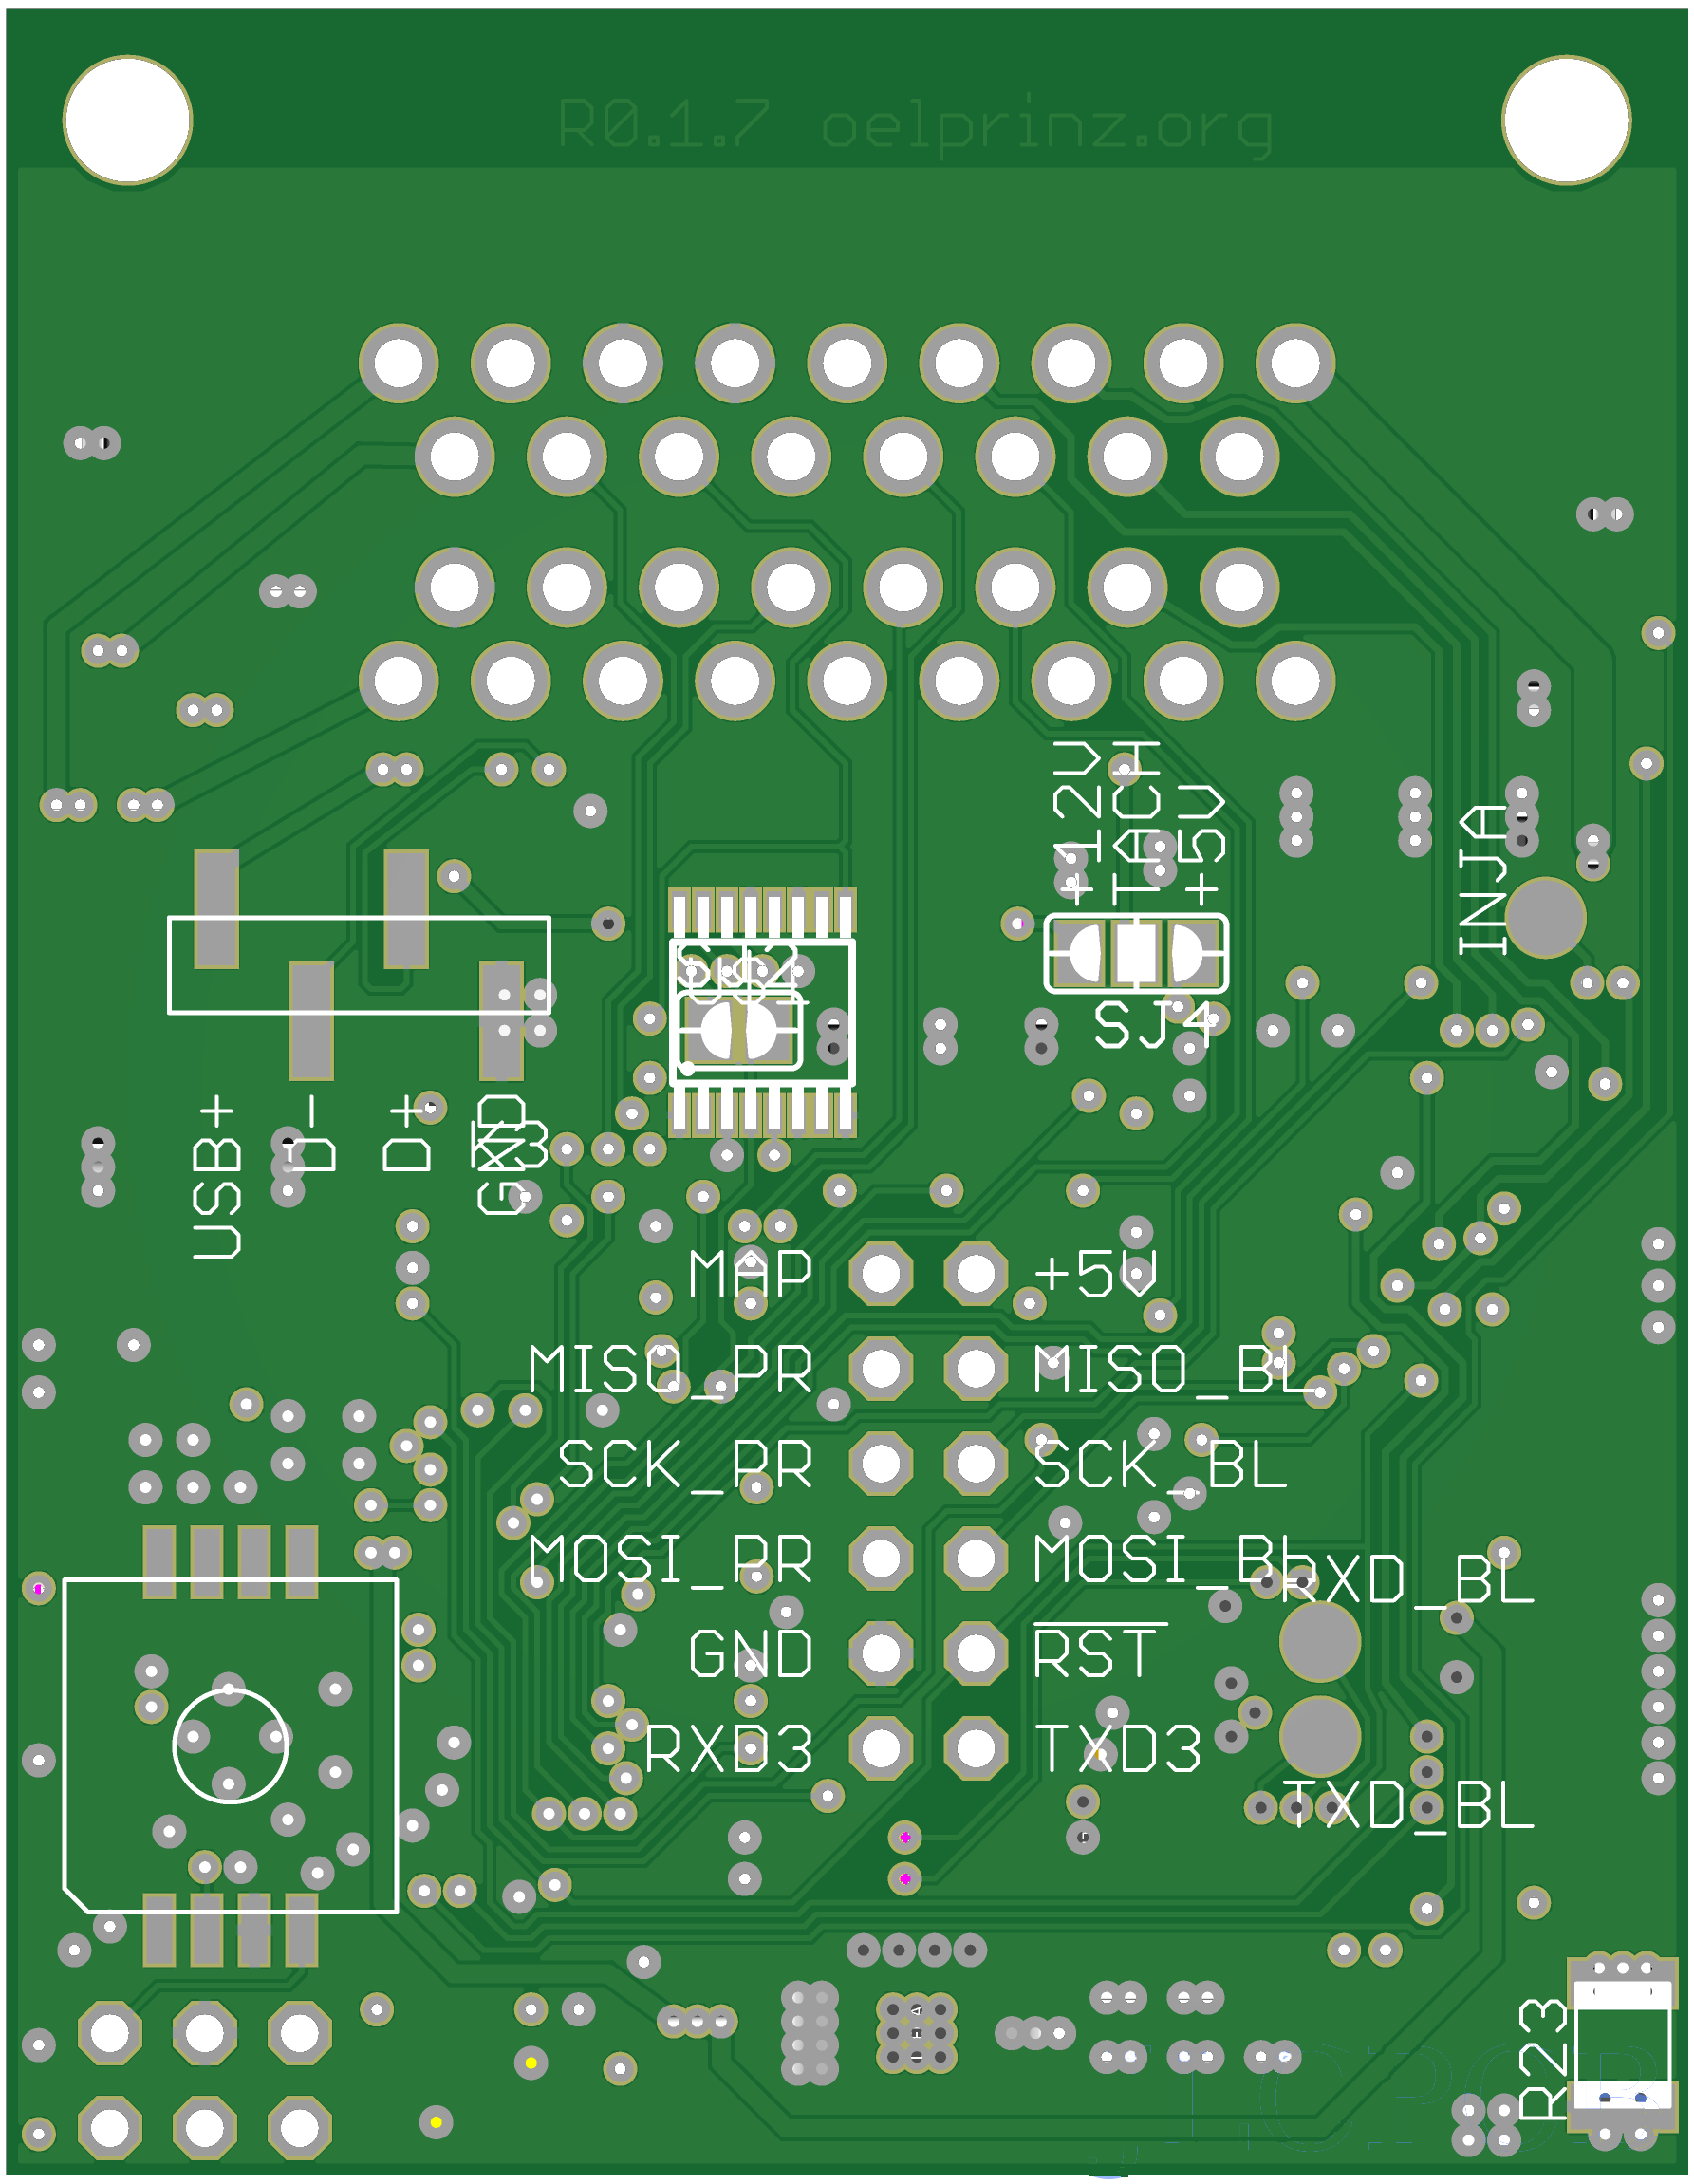 R0.1.7 oelprinz.org
+12V
TACH
+5V
INJA
SJ4
USB+
D-
D+
GND
MAP
+5V
MISO_PR
MISO_BL
SCK_PR
SCK_BL
MOSI_PR
MOSI_BL
RXD_BL
GND
RST
RXD3
TXD3
TXD_BL
R23